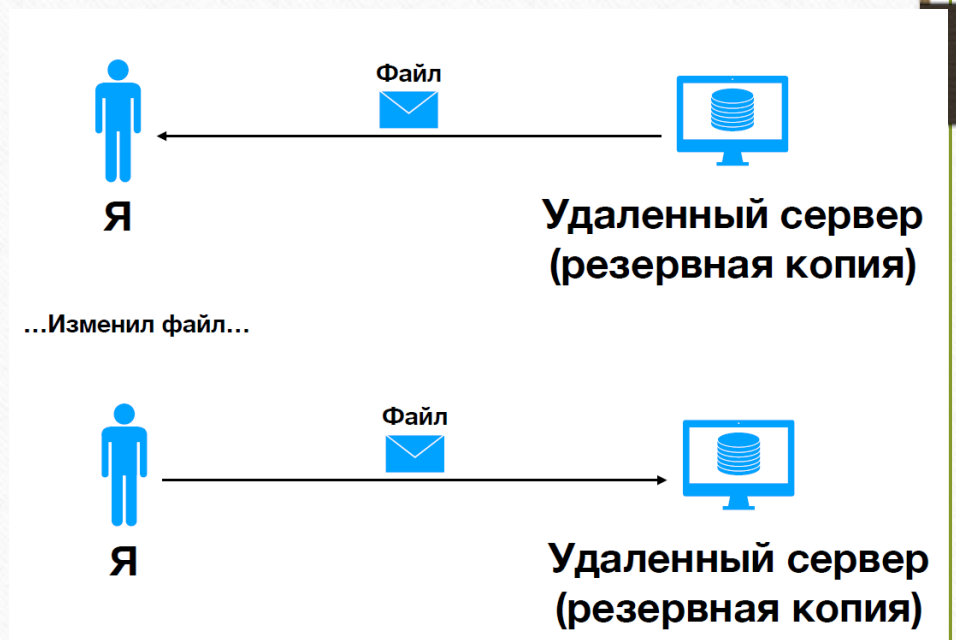 Файл
Я
Удаленный сервер
(резервная копия)
...Изменил файл...
Файл
Я
Удаленный сервер
(резервная копия)